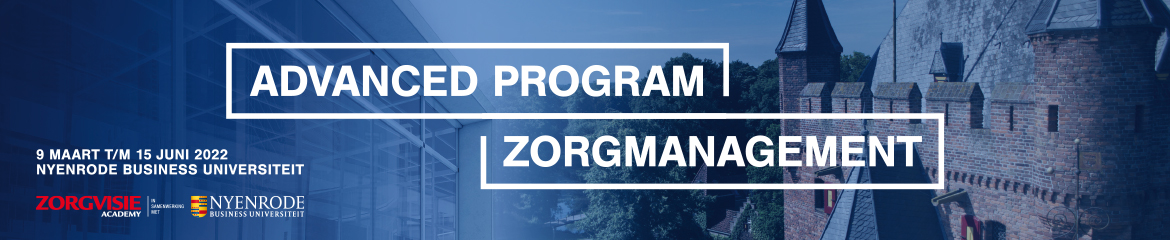 ADVANCED PROGRAM
ZORGMANAGEMENT
9 MAART T/M 15 JUNI 2022
NYENRODE BUSINESS UNIVERSITEIT
ZORGVISIE
ACADEMY
IN
SAMENWERKING
MET
NYENRODE
BUSINESS UNIVERSITEIT